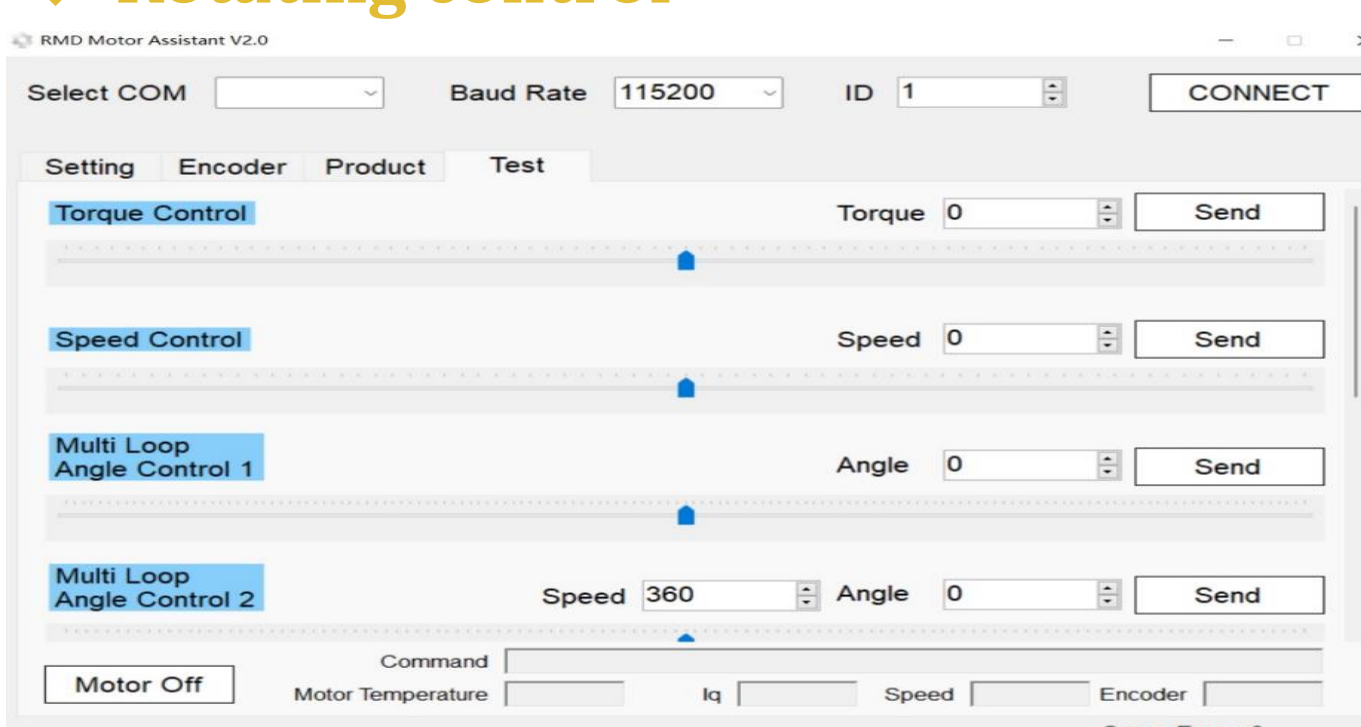 Rotating control
RMD Motor Assistant V2.0
Select COM Baud Rate 115200 ID 1 CONNECT
Setting Encoder Product Test
Torque Control Torque 0 Send
Speed Control Speed 0 Send
Multi Loop
Angle Control 1 Angle 0 Send
Multi Loop
Angle Control 2 Speed 360 Angle 0 Send
Command
Motor Off Motor Temperature Iq Speed Encoder